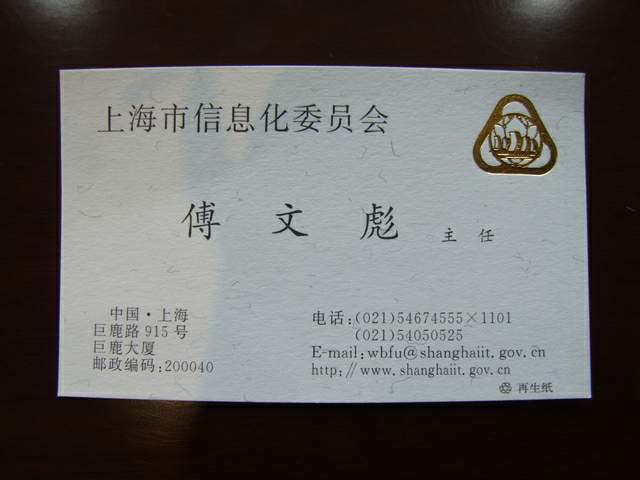 上海市信息化委员会
傅文彪 主任
中国·上海
巨鹿路915号
巨鹿大厦
邮政编码:200040
电话:(021)54674555×1101
(021)54050525
E-mail:wbfu@shanghaiit.gov.cn
http://www.shanghaiit.gov.cn
再生纸